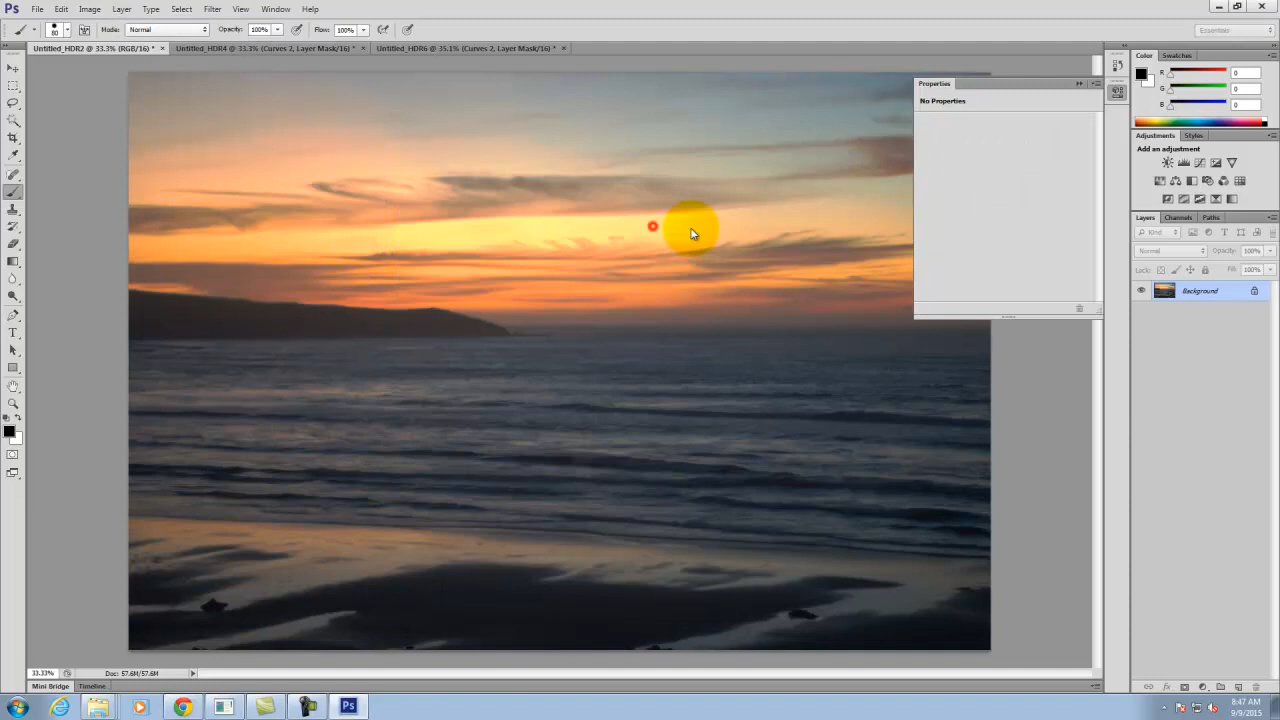 Ps File Edit Image Layer Type Select Filter View Window Help
80 Mode: Normal Opacity: 100% Flow: 100% Essentials
Untitled_HDR2 @ 33.3% (RGB/16) * Untitled_HDR4 @ 33.3% (Curves 2, Layer Mask/16) * Untitled_HDR6 @ 35.1% (Curves 2, Layer Mask/16) *
Color Swatches
R 0
G 0
B 0
Properties
No Properties
Adjustments Styles
Add an adjustment
Layers Channels Paths
Kind
Normal Opacity: 100%
Lock: Fill: 100%
Background
33.33% Doc: 57.6M/57.6M
Mini Bridge Timeline
Ps
8:47 AM
9/9/2015